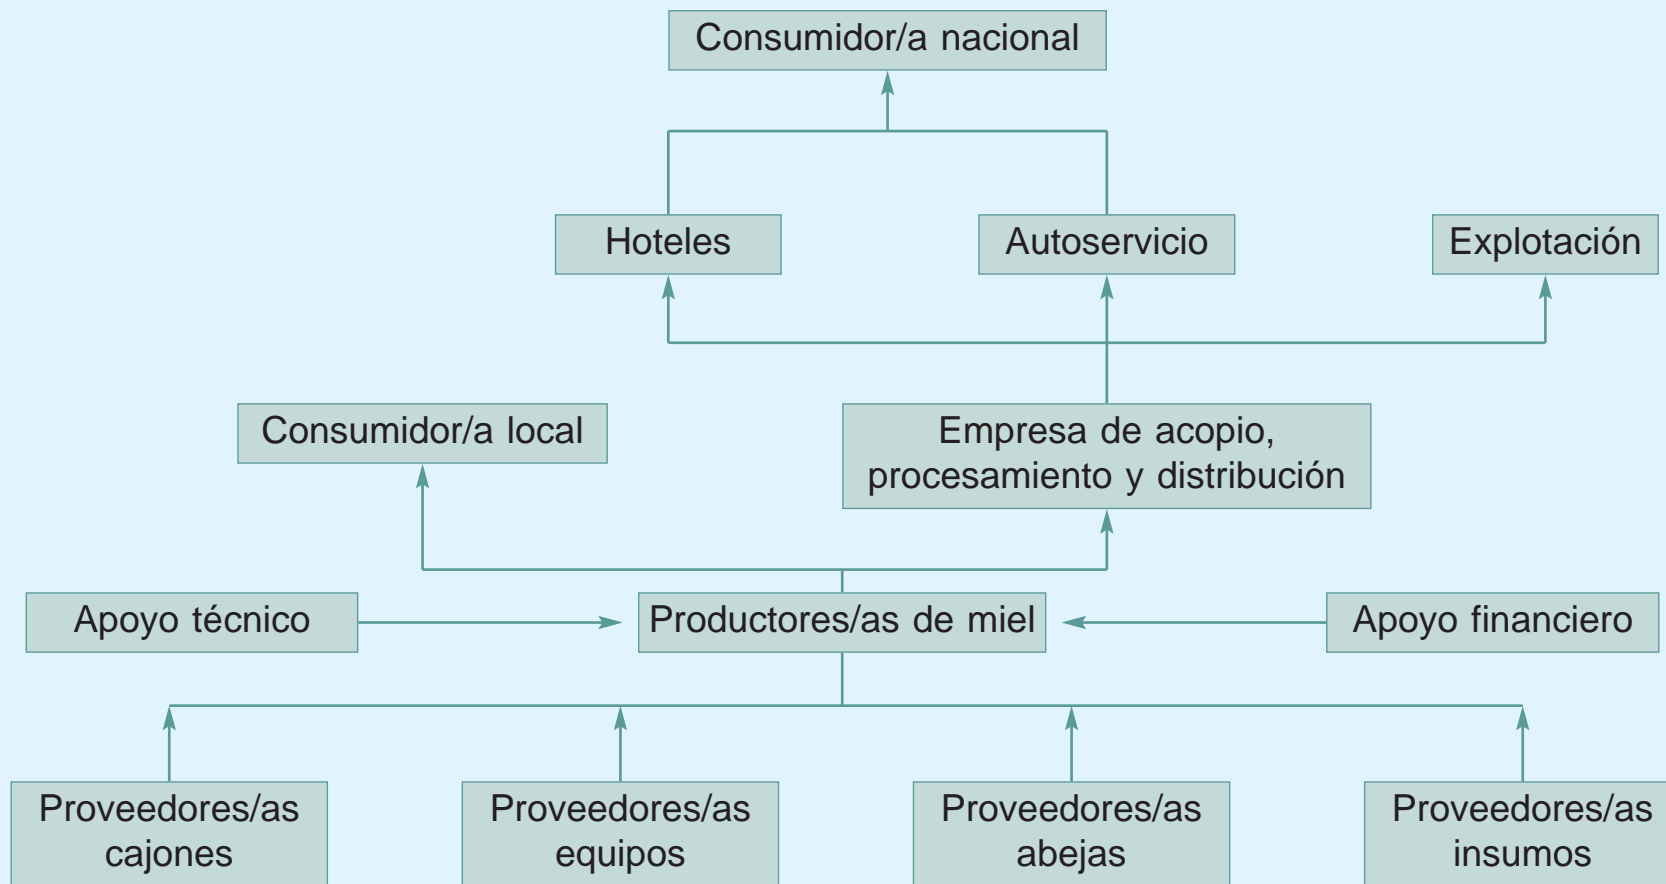 Consumidor/a nacional
Hoteles
Autoservicio
Explotación
Consumidor/a local
Empresa de acopio,
procesamiento y distribución
Apoyo técnico
Productores/as de miel
Apoyo financiero
Proveedores/as
cajones
Proveedores/as
equipos
Proveedores/as
abejas
Proveedores/as
insumos